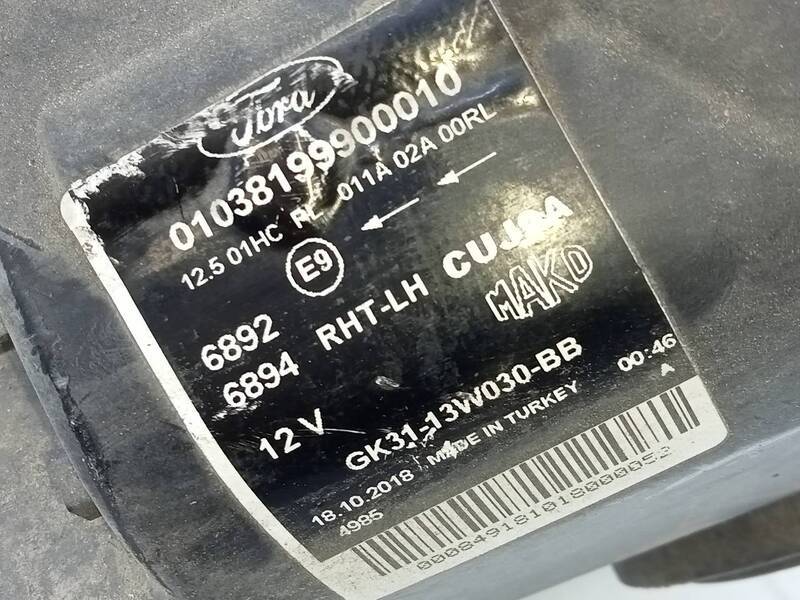 Ford
01038199900010
12.5 01HC RL 011A 02A 00RL
E9
6892
6894 RHT-LH CUJSA
MAKO
12 V GK31-13W030-BB
18.10.2018 MADE IN TURKEY 00:46
4985 A